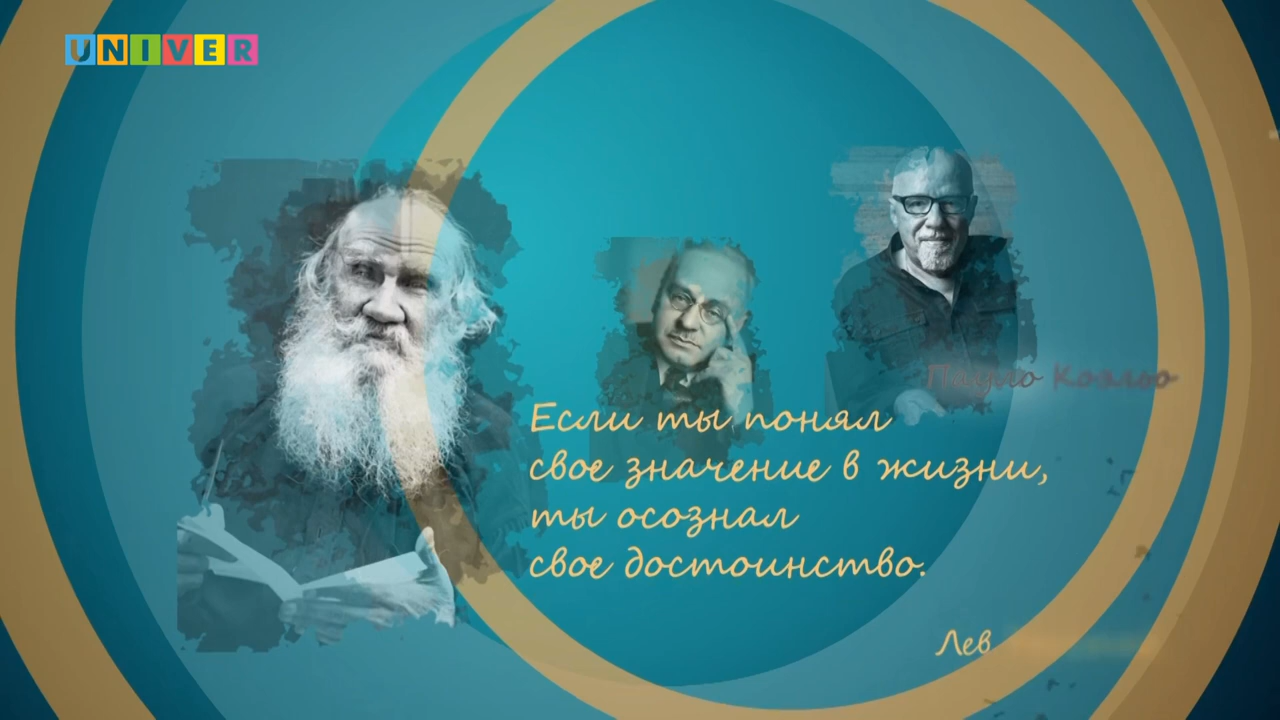 UNIVER
Пауло Коэльо
Если ты понял
свое значение в жизни,
ты осознал
свое достоинство.
Лев